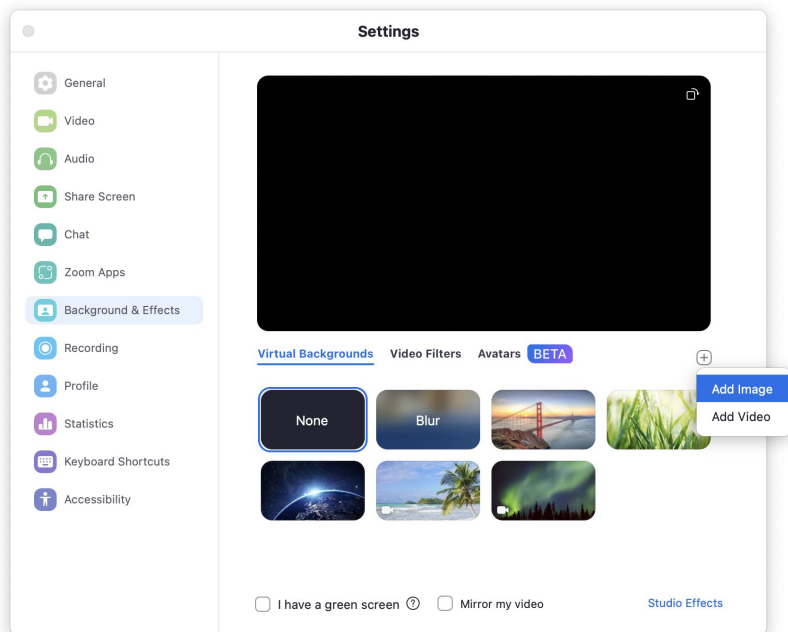 Settings
General
Video
Audio
Share Screen
Chat
Zoom Apps
Background & Effects
Recording
Profile
Statistics
Keyboard Shortcuts
Accessibility
Virtual Backgrounds Video Filters Avatars BETA
Add Image
Add Video
None Blur
I have a green screen ? Mirror my video Studio Effects